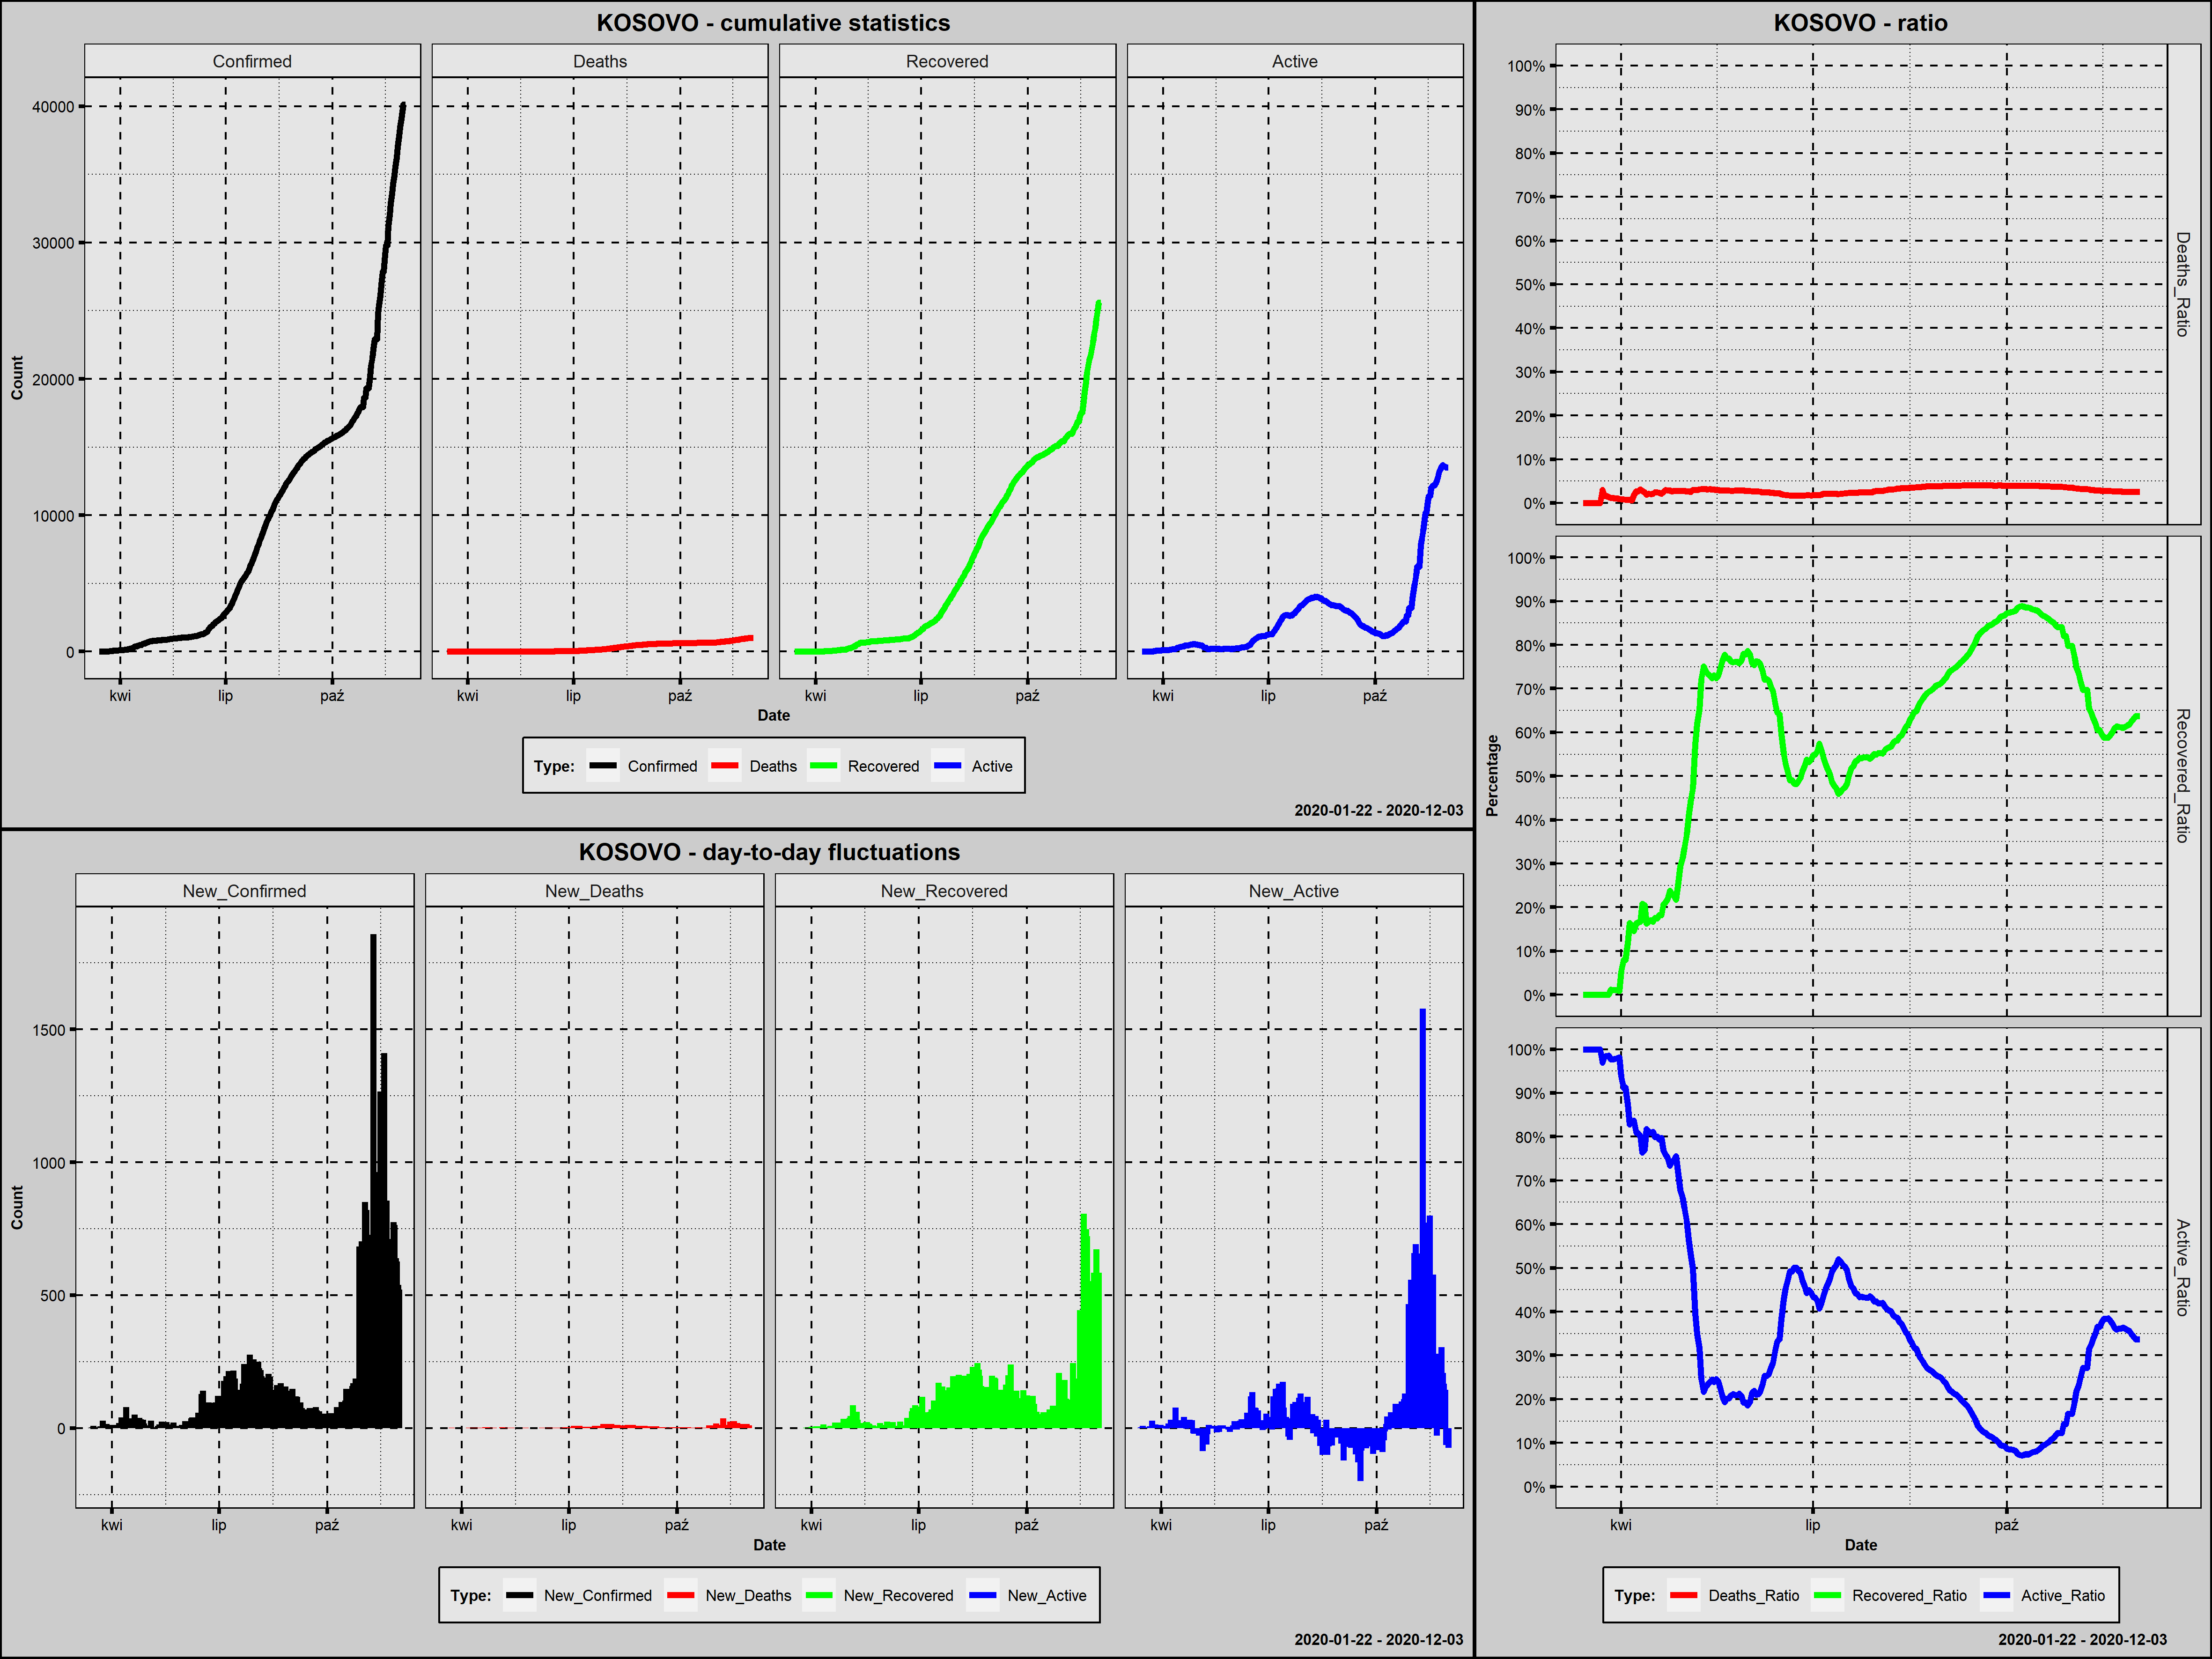 KOSOVO - cumulative statistics
Confirmed Deaths Recovered Active
Count
40000
30000
20000
10000
0
kwi lip paź kwi lip paź kwi lip paź kwi lip paź
Date
Type: Confirmed Deaths Recovered Active
2020-01-22 - 2020-12-03
KOSOVO - day-to-day fluctuations
New_Confirmed New_Deaths New_Recovered New_Active
Count
1500
1000
500
0
kwi lip paź kwi lip paź kwi lip paź kwi lip paź
Date
Type: New_Confirmed New_Deaths New_Recovered New_Active
2020-01-22 - 2020-12-03
KOSOVO - ratio
Percentage
100%
90%
80%
70%
60%
50%
40%
30%
20%
10%
0%
Deaths_Ratio
100%
90%
80%
70%
60%
50%
40%
30%
20%
10%
0%
Recovered_Ratio
100%
90%
80%
70%
60%
50%
40%
30%
20%
10%
0%
Active_Ratio
kwi lip paź
Date
Type: Deaths_Ratio Recovered_Ratio Active_Ratio
2020-01-22 - 2020-12-03